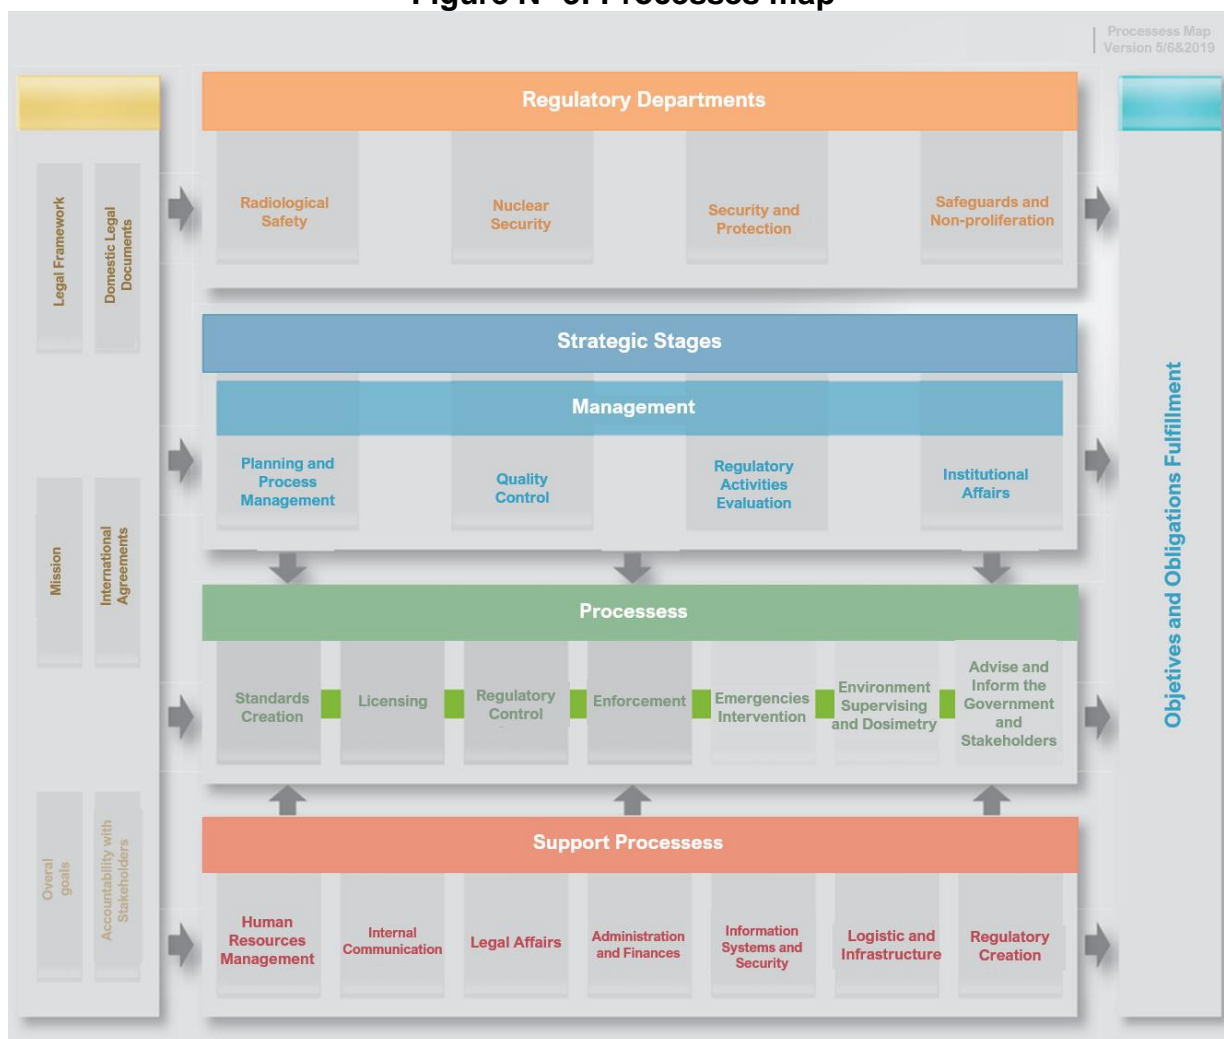 Processess Map
Version 5/6&2019
Regulatory Departments
Radiological
Safety
Nuclear
Security
Security and
Protection
Safeguards and
Non-proliferation
Legal Framework
Domestic Legal
Documents
Mission
International
Agreements
Overal
goals
Accountability with
Stakeholders
Strategic Stages
Management
Planning and
Process
Management
Quality
Control
Regulatory
Activities
Evaluation
Institutional
Affairs
Processess
Standards
Creation
Licensing
Regulatory
Control
Enforcement
Emergencies
Intervention
Environment
Supervising
and Dosimetry
Advise and
Inform the
Government
and
Stakeholders
Support Processess
Human
Resources
Management
Internal
Communication
Legal Affairs
Administration
and Finances
Information
Systems and
Security
Logistic and
Infrastructure
Regulatory
Creation
Objetives and Obligations Fulfillment